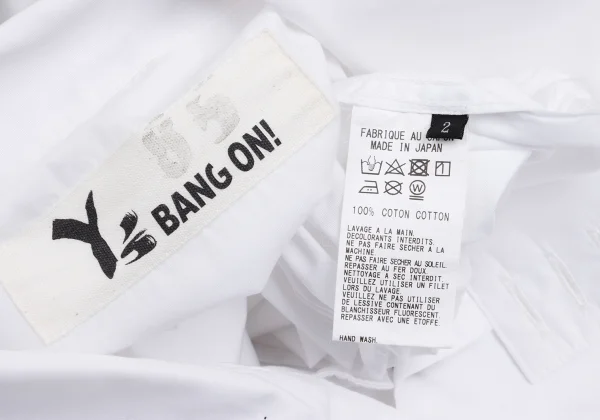 Y's BANG ON!
2
FABRIQUE AU JAPON
MADE IN JAPAN
100% COTON COTTON
LAVAGE A LA MAIN.
DECOLORANTS INTERDITS.
NE PAS FAIRE SECHER A LA
MACHINE.
NE PAS FAIRE SECHER AU SOLEIL.
REPASSER AU FER DOUX.
NETTOYAGE A SEC INTERDIT.
VEUILLEZ UTILISER UN FILET
LORS DU LAVAGE.
VEUILLEZ NE PAS UTILISER
DE LESSIVE CONTENANT DU
BLANCHISSEUR FLUORESCENT.
REPASSER AVEC UNE ETOFFE.
HAND WASH.